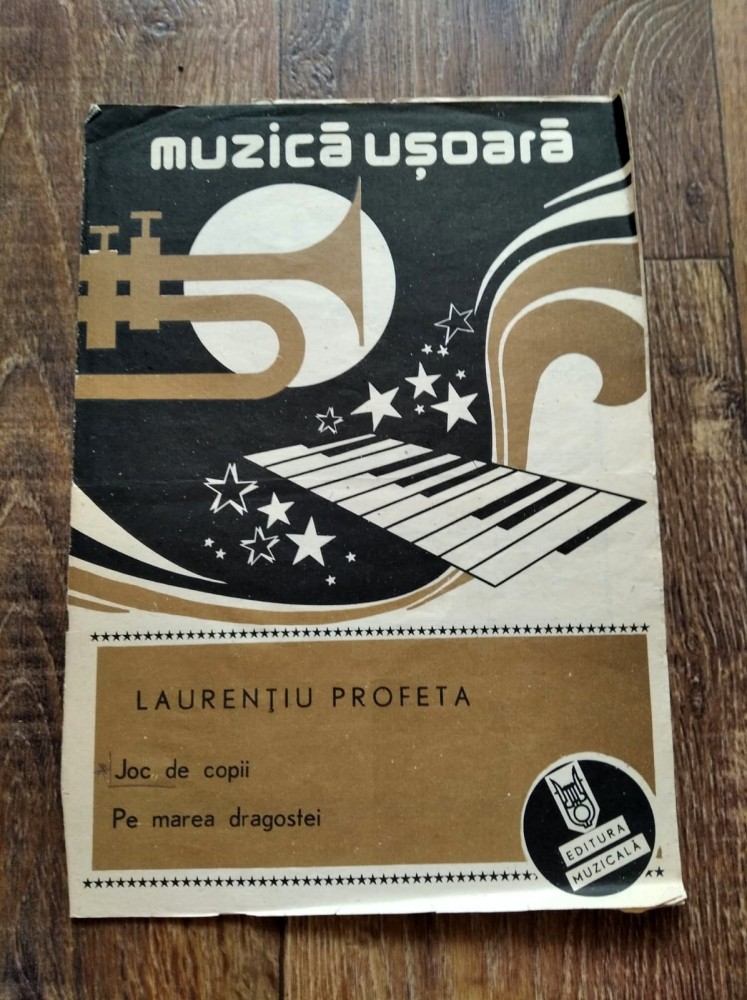 muzică ușoară
LAURENŢIU PROFETA
Joc de copii
Pe marea dragostei
EDITURA
MUZICALĂ